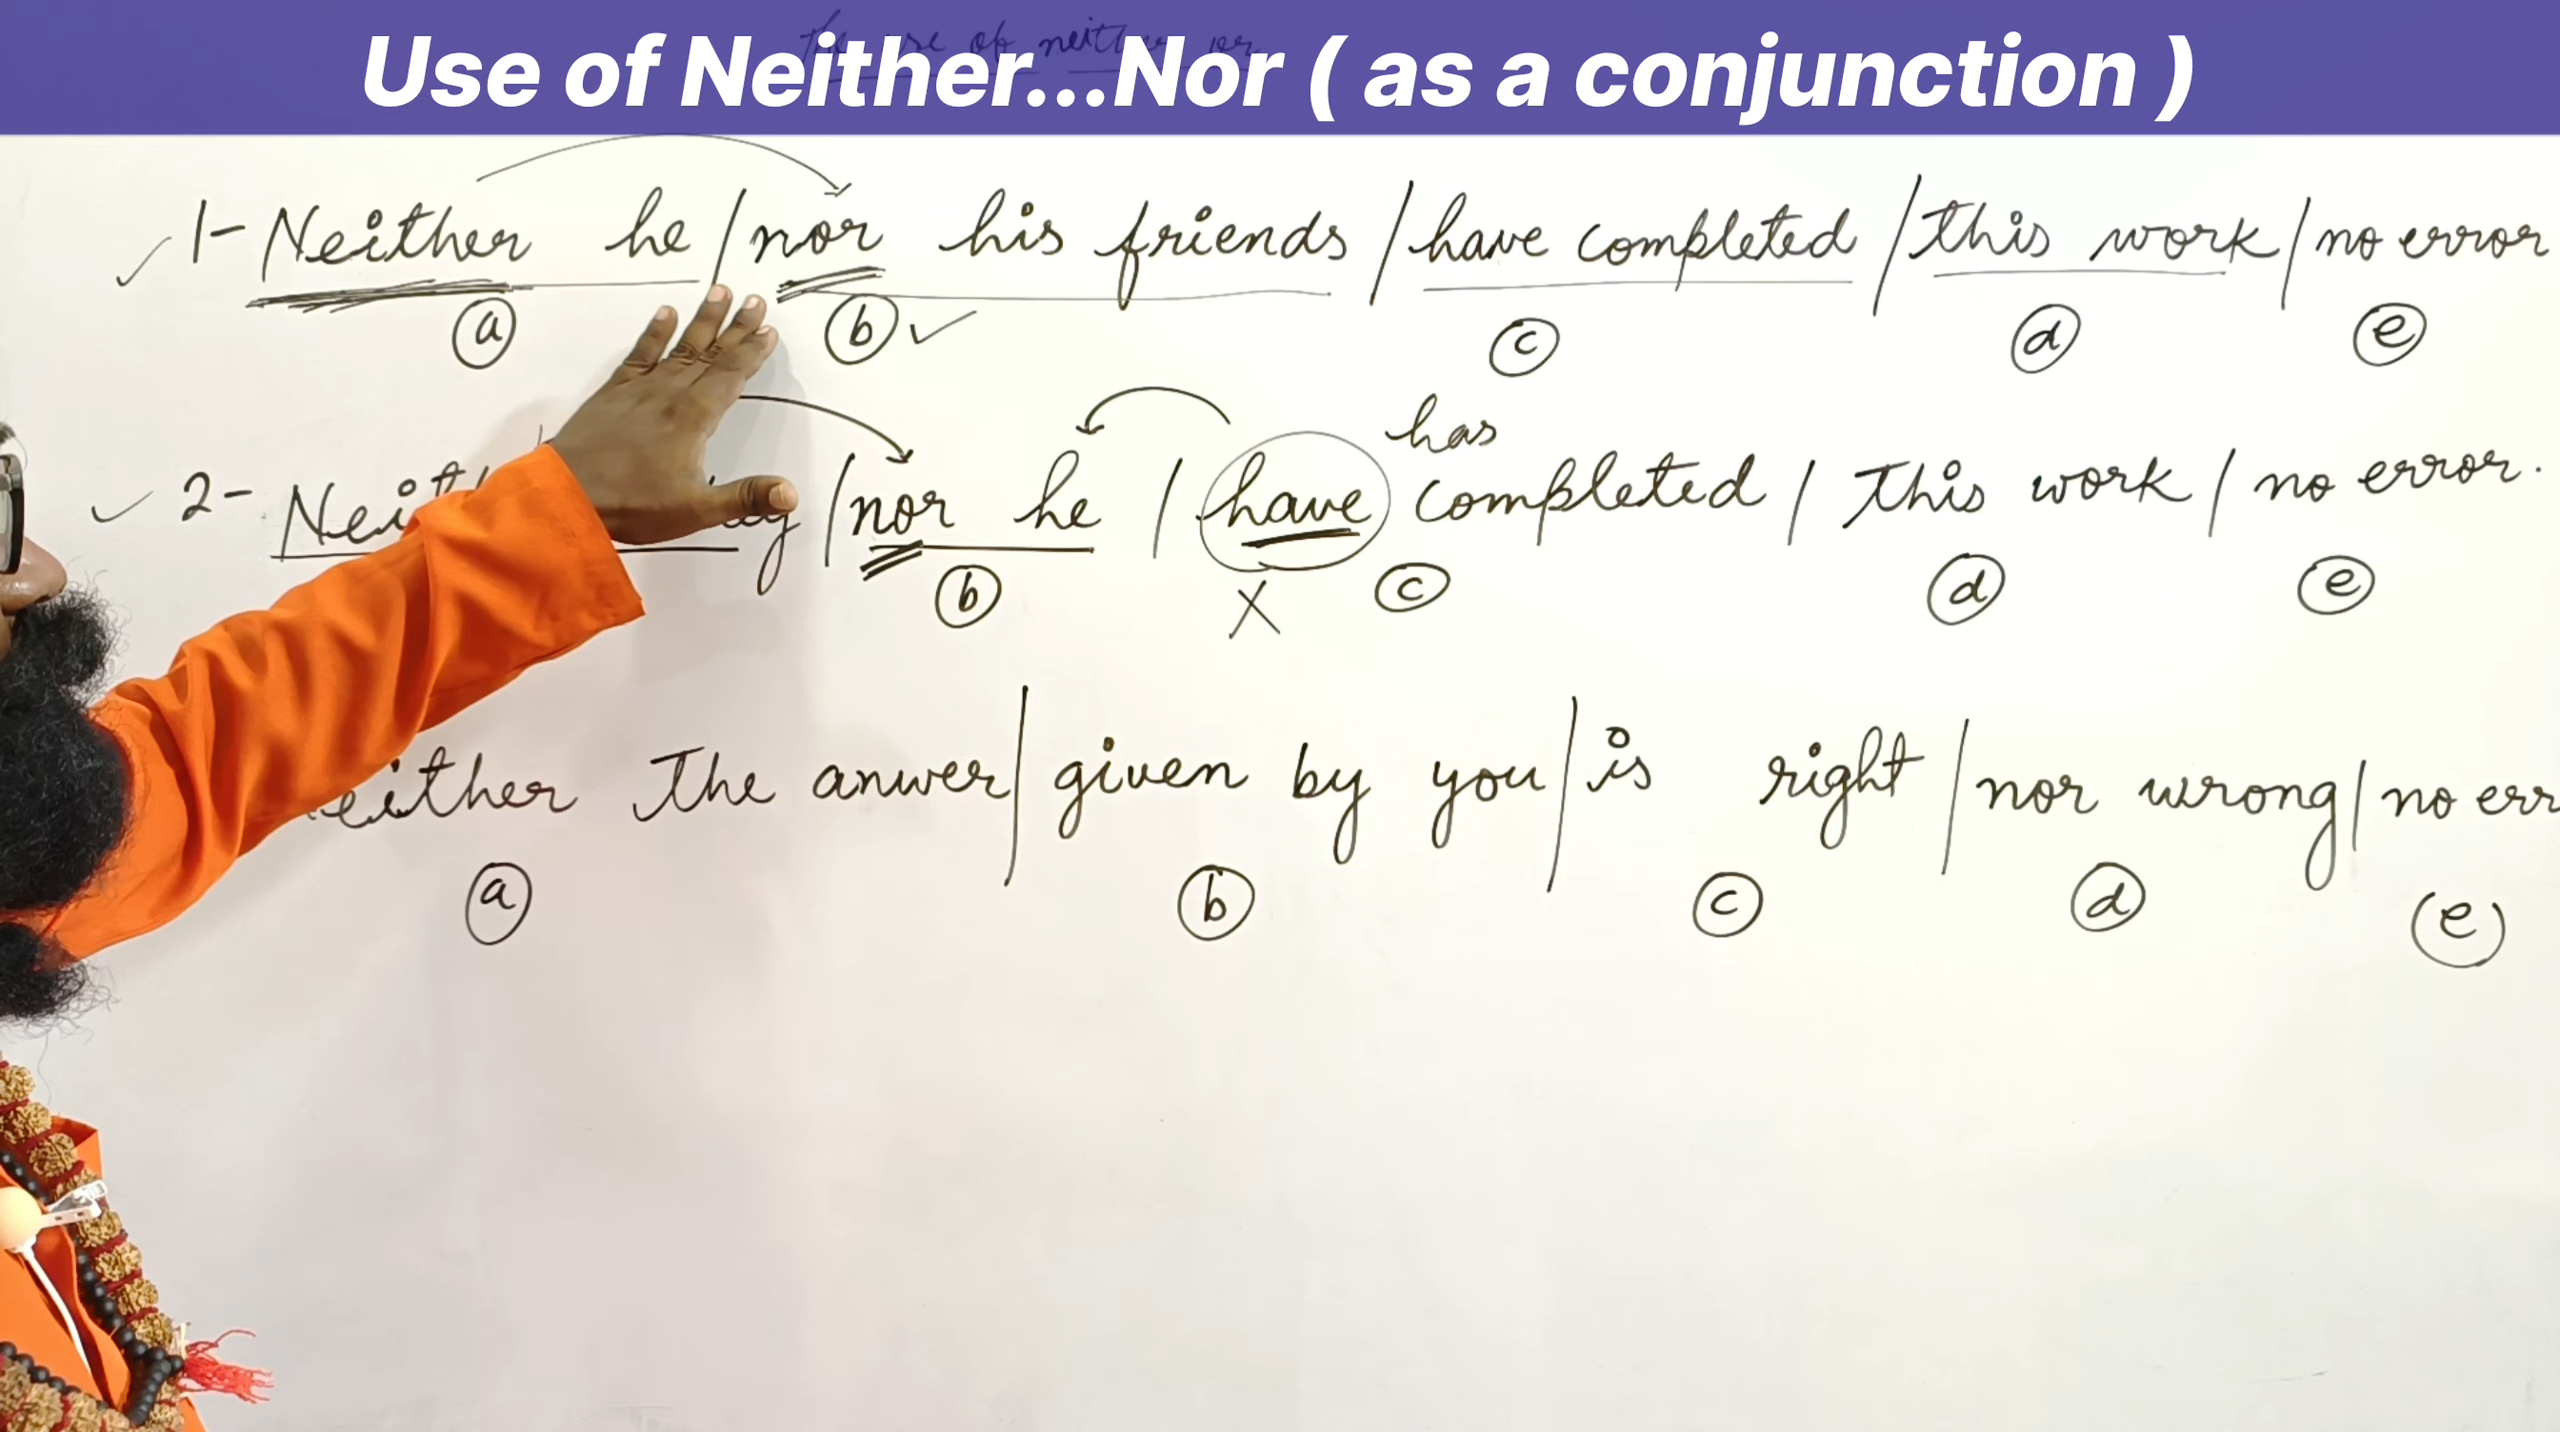 Use of Neither...Nor ( as a conjunction )
1- Neither he / nor his friends / have completed / this work / no error
a b c d e
has
2- / nor he / have completed / this work / no error.
b X c d e
either the anwer / given by you / is right / nor wrong / no err
a b c d (e)